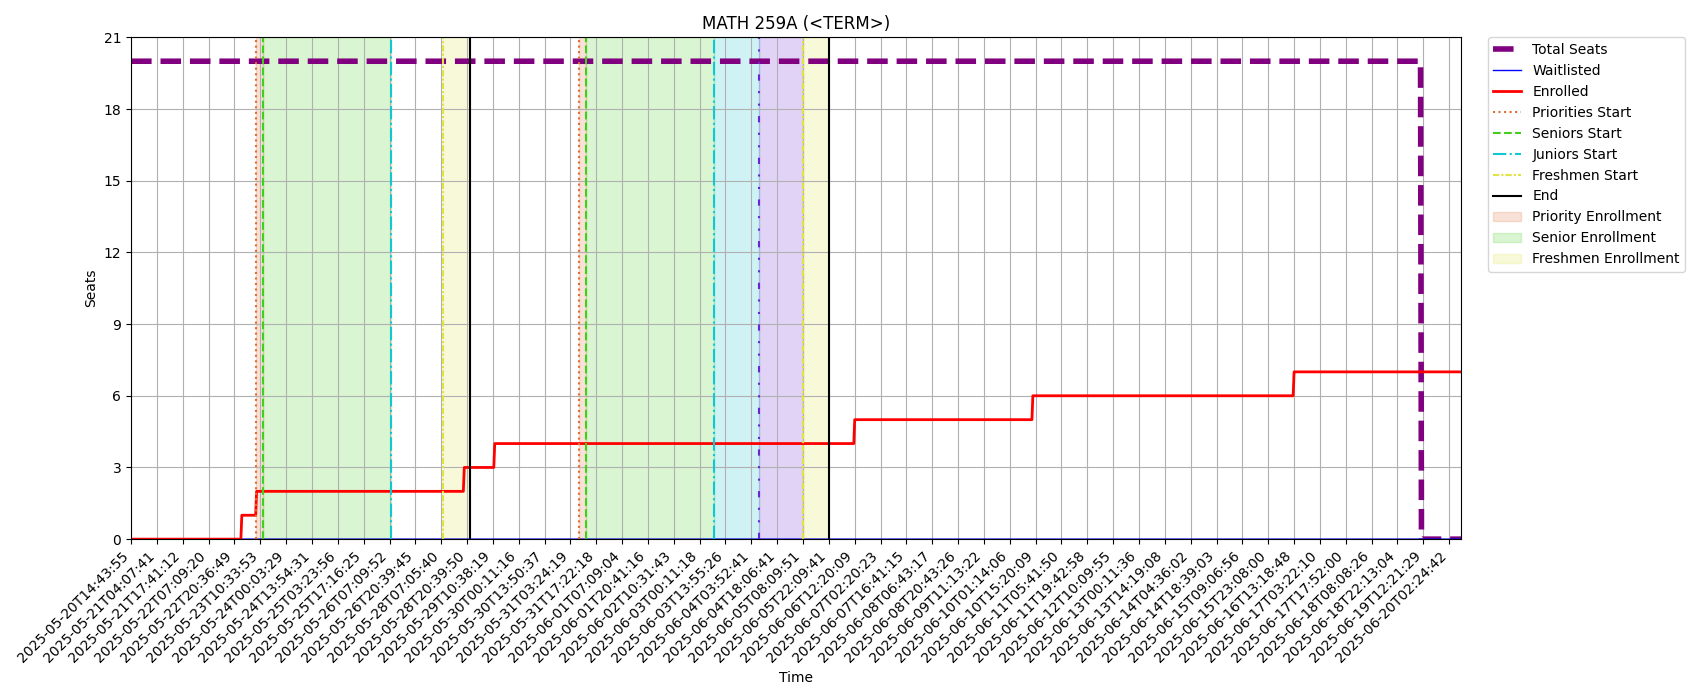 MATH 259A (<TERM>)
21
18
15
12
9
6
3
0
Seats
2025-05-20T14:43:55
2025-05-21T04:07:41
2025-05-21T17:41:12
2025-05-22T07:09:20
2025-05-22T20:36:49
2025-05-23T10:33:53
2025-05-24T00:03:29
2025-05-24T13:54:31
2025-05-25T03:23:56
2025-05-25T17:16:25
2025-05-26T07:09:52
2025-05-26T20:39:45
2025-05-28T07:05:40
2025-05-28T20:39:50
2025-05-29T10:38:19
2025-05-30T00:11:16
2025-05-30T13:50:37
2025-05-31T03:24:19
2025-05-31T17:22:18
2025-06-01T07:09:04
2025-06-01T20:41:16
2025-06-02T10:31:43
2025-06-03T00:11:18
2025-06-03T13:55:26
2025-06-04T03:52:41
2025-06-04T18:06:41
2025-06-05T08:09:51
2025-06-05T22:09:41
2025-06-06T12:20:09
2025-06-07T02:20:23
2025-06-07T16:41:15
2025-06-08T06:43:17
2025-06-08T20:43:26
2025-06-09T11:13:22
2025-06-10T01:14:06
2025-06-10T15:20:09
2025-06-11T05:41:50
2025-06-11T19:42:58
2025-06-12T10:09:55
2025-06-13T00:11:36
2025-06-13T14:19:08
2025-06-14T04:36:02
2025-06-14T18:39:03
2025-06-15T09:06:56
2025-06-15T23:08:00
2025-06-16T13:18:48
2025-06-17T03:22:10
2025-06-17T17:52:00
2025-06-18T08:08:26
2025-06-18T22:13:04
2025-06-19T12:21:29
2025-06-20T02:24:42
Time
Total Seats
Waitlisted
Enrolled
Priorities Start
Seniors Start
Juniors Start
Freshmen Start
End
Priority Enrollment
Senior Enrollment
Freshmen Enrollment